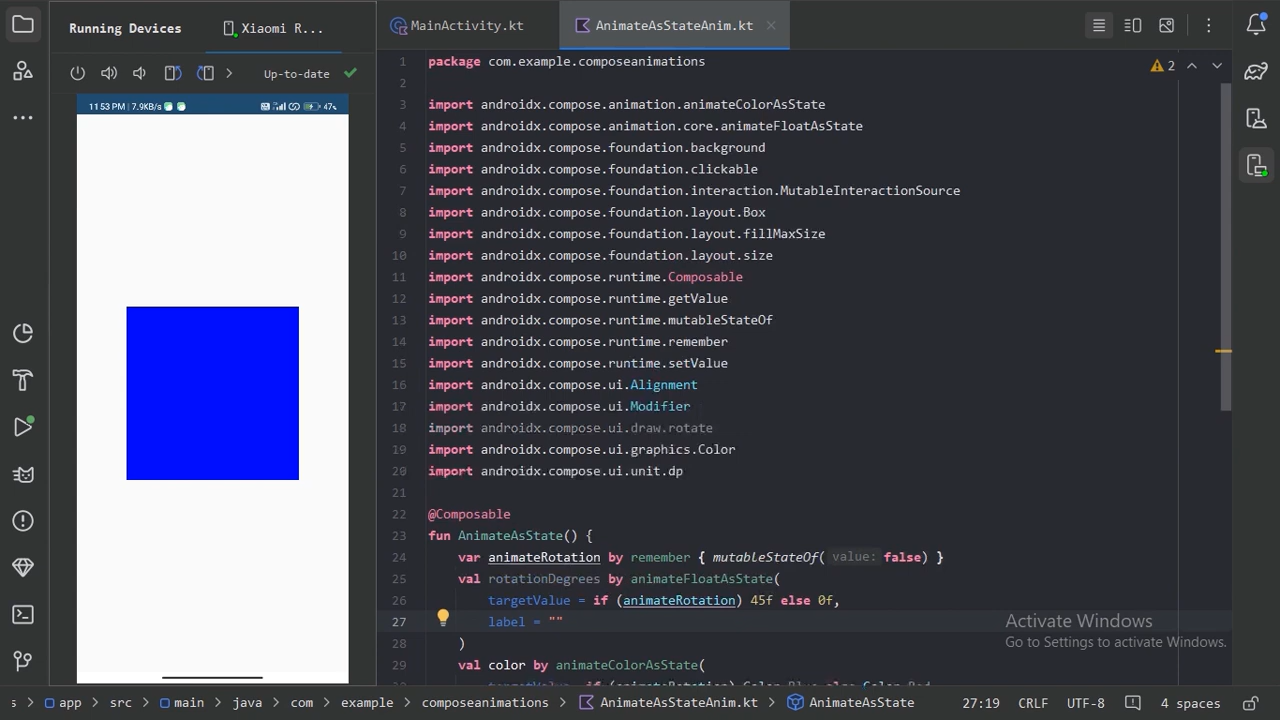 Running Devices
Xiaomi R...
MainActivity.kt
AnimateAsStateAnim.kt
Up-to-date
11:53 PM | 7.9KB/s
47%
2
1 package com.example.composeanimations
2
3 import androidx.compose.animation.animateColorAsState
4 import androidx.compose.animation.core.animateFloatAsState
5 import androidx.compose.foundation.background
6 import androidx.compose.foundation.clickable
7 import androidx.compose.foundation.interaction.MutableInteractionSource
8 import androidx.compose.foundation.layout.Box
9 import androidx.compose.foundation.layout.fillMaxSize
10 import androidx.compose.foundation.layout.size
11 import androidx.compose.runtime.Composable
12 import androidx.compose.runtime.getValue
13 import androidx.compose.runtime.mutableStateOf
14 import androidx.compose.runtime.remember
15 import androidx.compose.runtime.setValue
16 import androidx.compose.ui.Alignment
17 import androidx.compose.ui.Modifier
18 import androidx.compose.ui.draw.rotate
19 import androidx.compose.ui.graphics.Color
20 import androidx.compose.ui.unit.dp
21
22 @Composable
23 fun AnimateAsState() {
24 var animateRotation by remember { mutableStateOf( value: false) }
25 val rotationDegrees by animateFloatAsState(
26 targetValue = if (animateRotation) 45f else 0f,
27 label = ""
28 )
29 val color by animateColorAsState(
targetValue = if (animateRotation) Color.Blue else Color.Red,
Activate Windows
Go to Settings to activate Windows.
s > app > src > main > java > com > example > composeanimations > AnimateAsStateAnim.kt > AnimateAsState
27:19 CRLF UTF-8 4 spaces